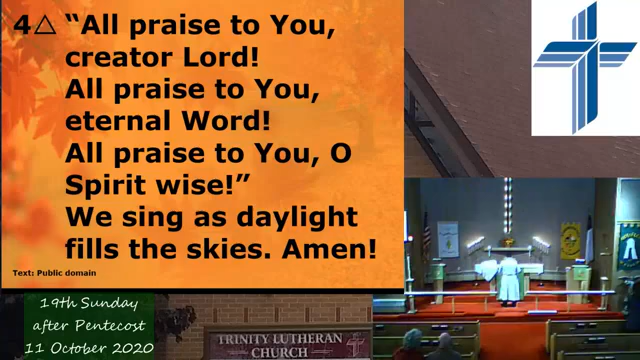 4△ “All praise to You,
creator Lord!
All praise to You,
eternal Word!
All praise to You, O
Spirit wise!”
We sing as daylight
fills the skies. Amen!
Text: Public domain
19th Sunday
after Pentecost
11 October 2020
TRINITY LUTHERAN
CHURCH